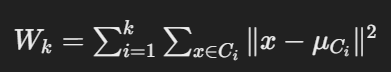 $W_k = \sum_{i=1}^{k} \sum_{x \in C_i} \|x - \mu_{C_i}\|^2$